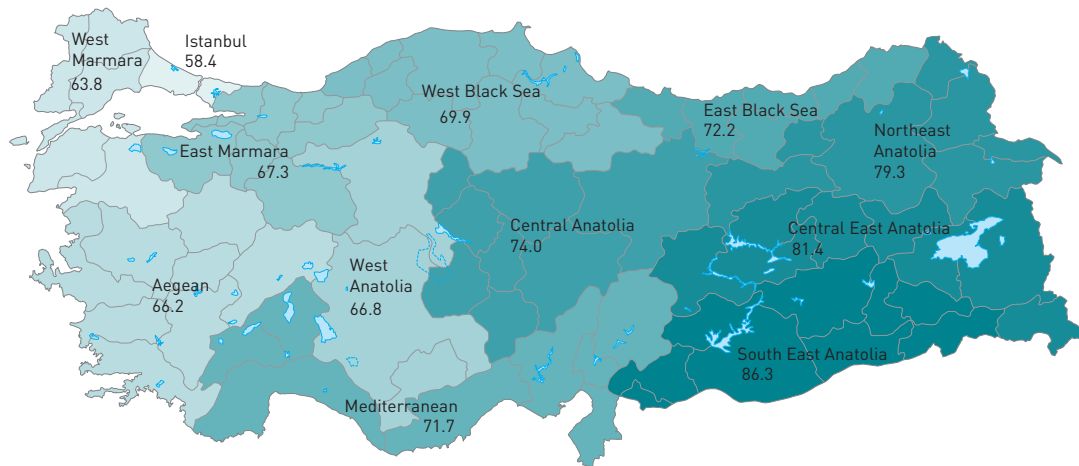 West
Marmara
63.8
Istanbul
58.4
West Black Sea
69.9
East Black Sea
72.2
Northeast
Anatolia
79.3
East Marmara
67.3
Central Anatolia
74.0
Central East Anatolia
81.4
Aegean
66.2
West
Anatolia
66.8
South East Anatolia
86.3
Mediterranean
71.7